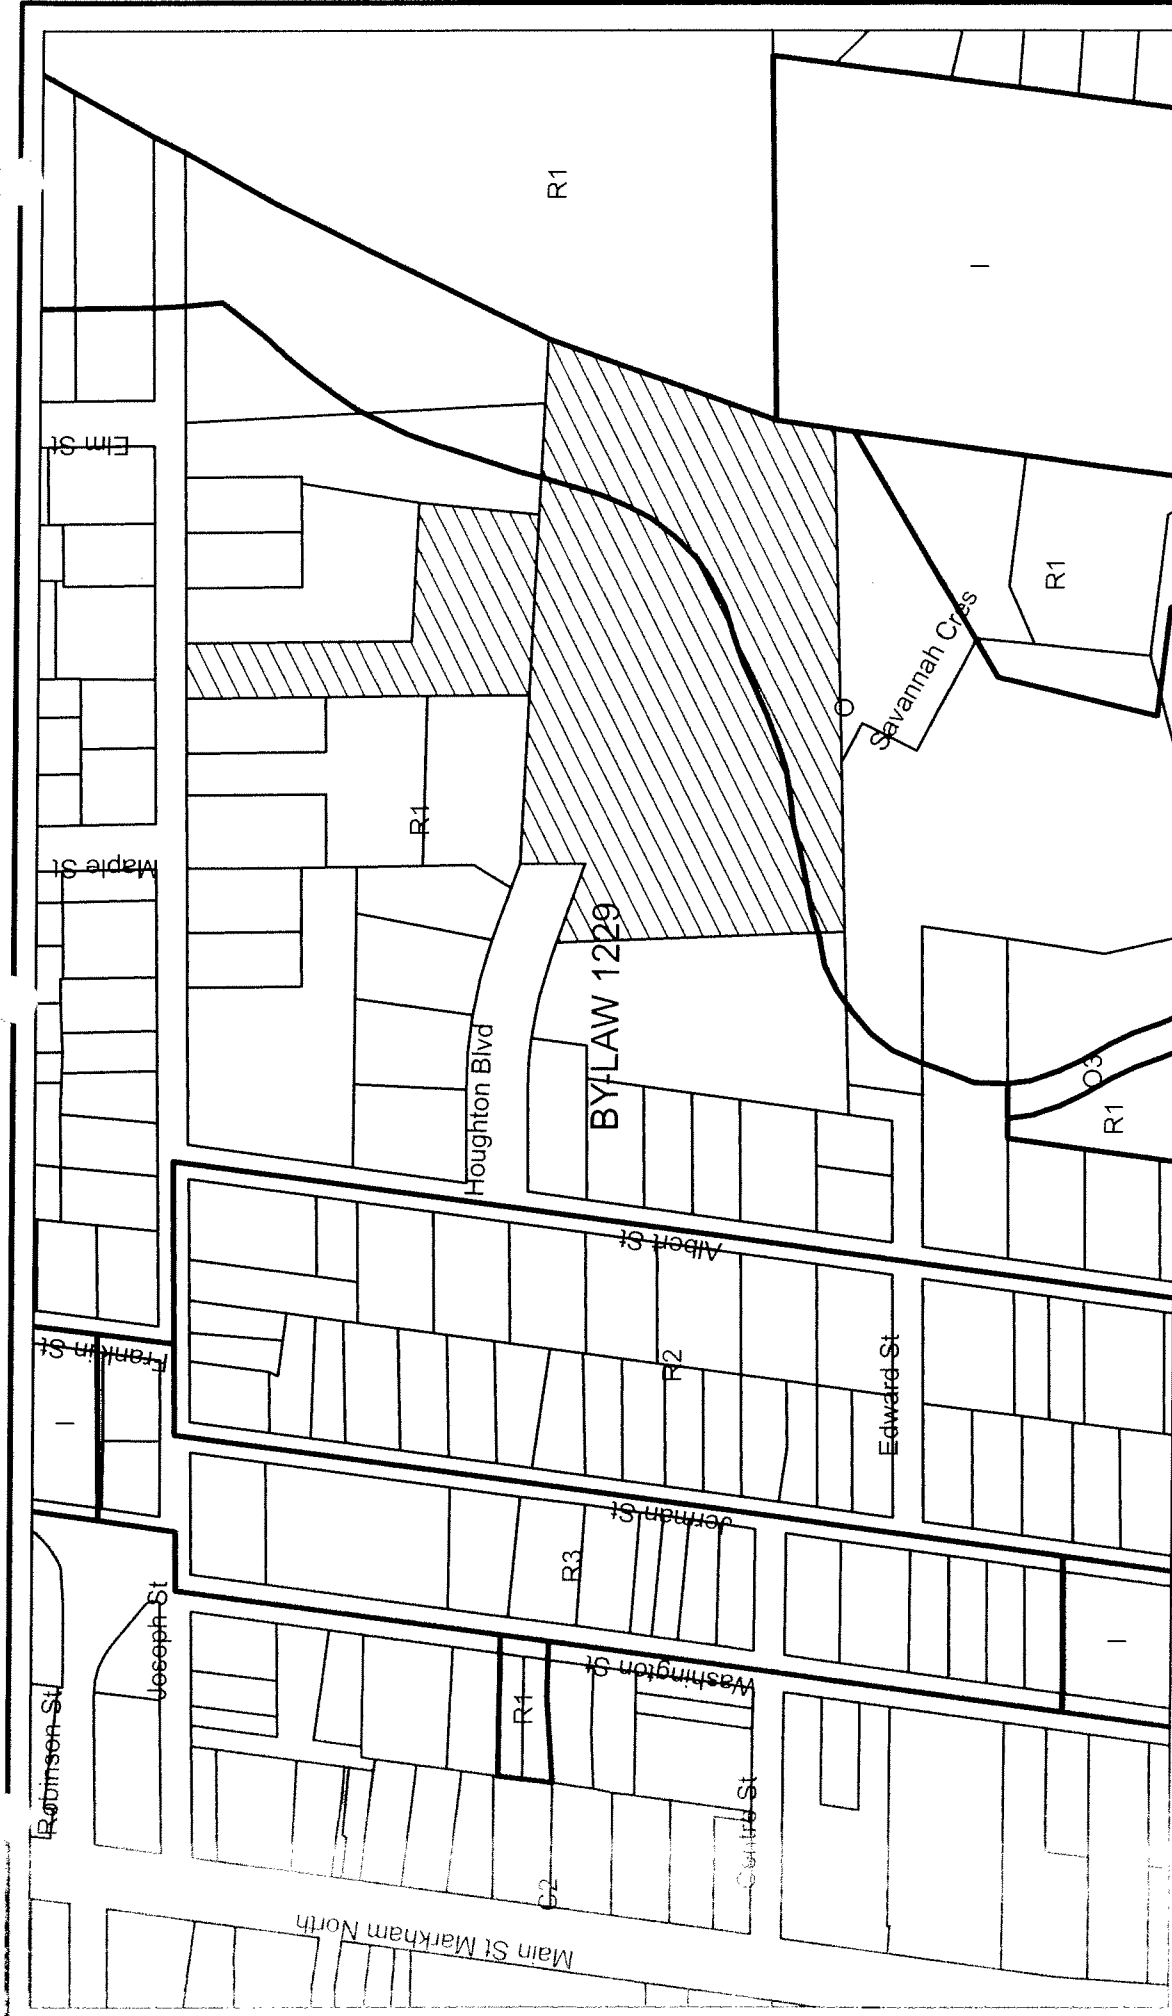 R1
I
Elm St
R1
Savannah Cres
O
R1
Maple St
BY-LAW 1229
Houghton Blvd
O3
R1
Albert St
Franklin St
R2
Edward St
I
Jerman St
R3
Joseph St
Washington St
I
Robinson St
R1
Centre St
C2
Main St Markham North